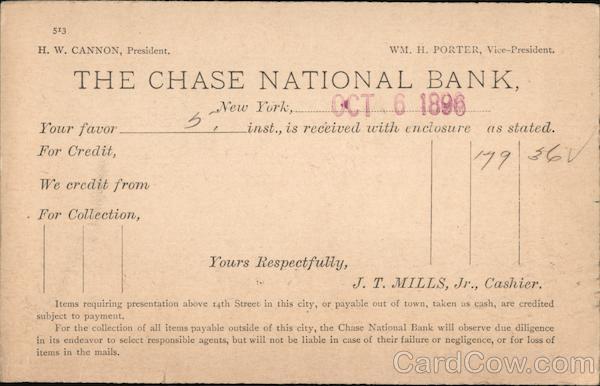 513
H. W. CANNON, President. WM. H. PORTER, Vice-President.
THE CHASE NATIONAL BANK,
New York, OCT 6 1896
Your favor 5, inst., is received with enclosure as stated.
For Credit, 179 36 √
We credit from
For Collection,
Yours Respectfully,
J. T. MILLS, Jr., Cashier.
Items requiring presentation above 14th Street in this city, or payable out of town, taken as cash, are credited
subject to payment.
For the collection of all items payable outside of this city, the Chase National Bank will observe due diligence
in its endeavor to select responsible agents, but will not be liable in case of their failure or negligence, or for loss of
items in the mails.
CardCow.com